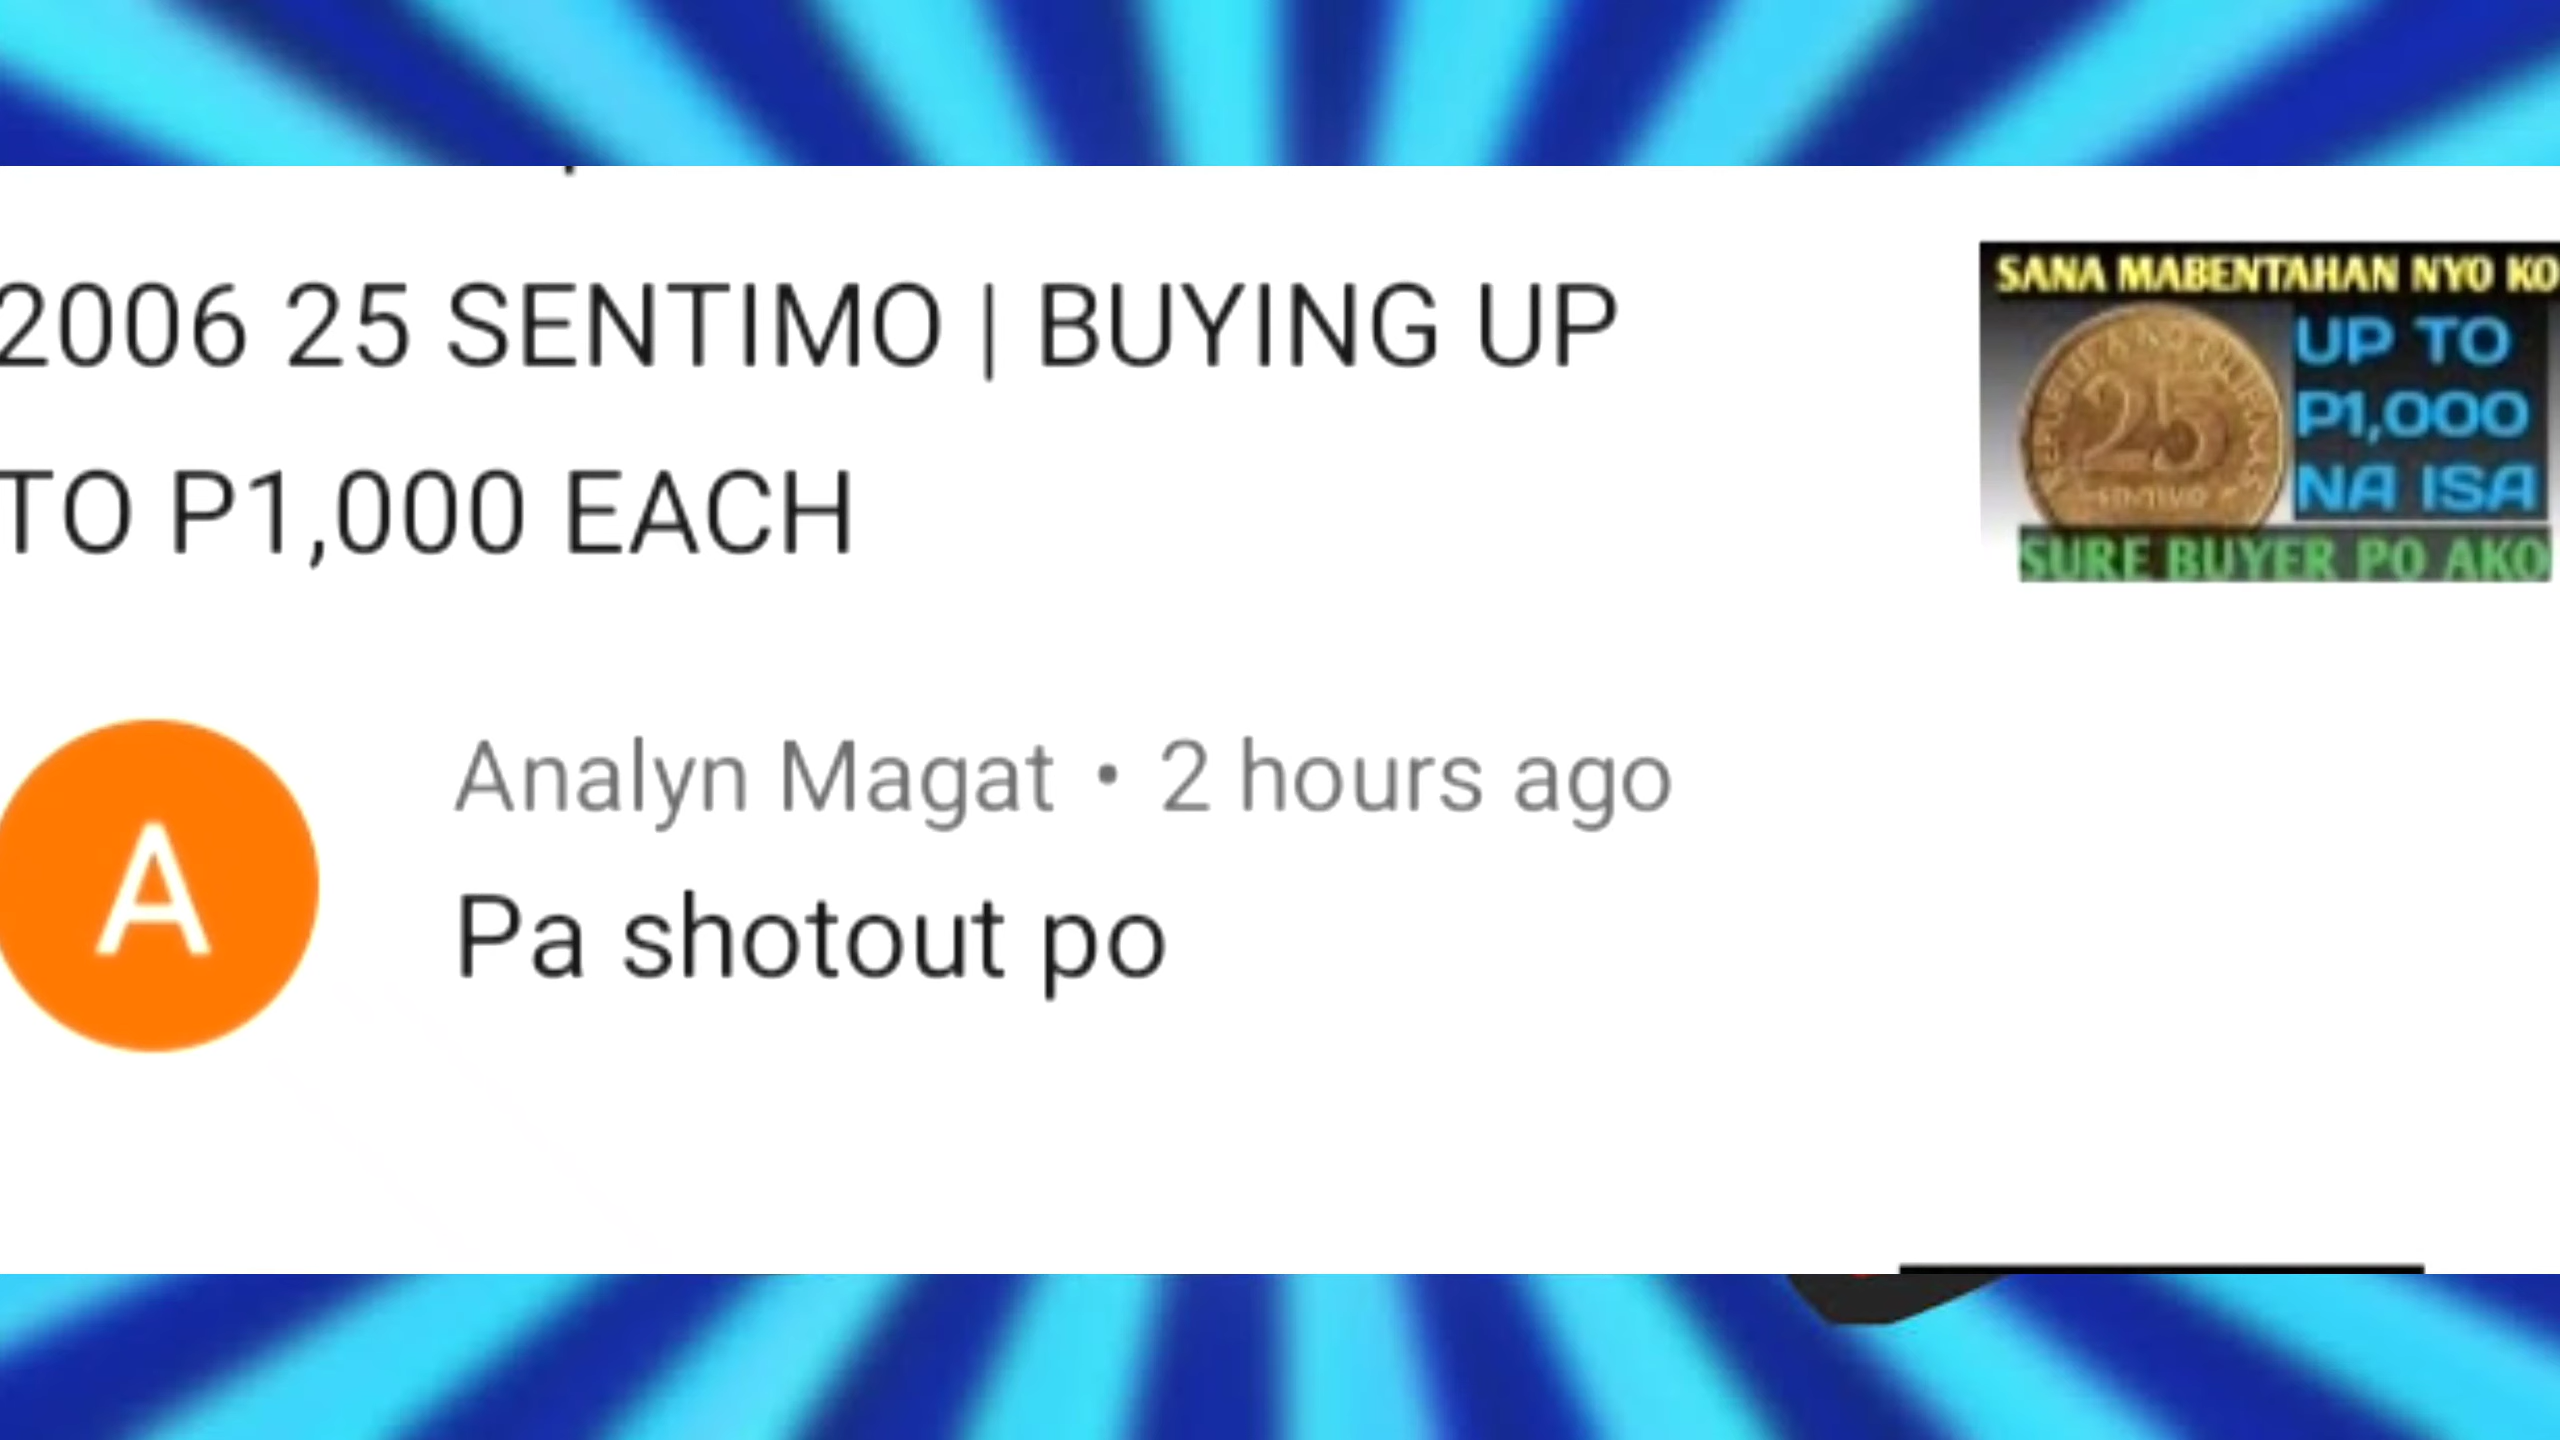 2006 25 SENTIMO | BUYING UP
TO P1,000 EACH
SANA MABENTAHAN NYO KO
25
UP TO
P1,000
NA ISA
SURE BUYER PO AKO
A
Analyn Magat • 2 hours ago
Pa shotout po